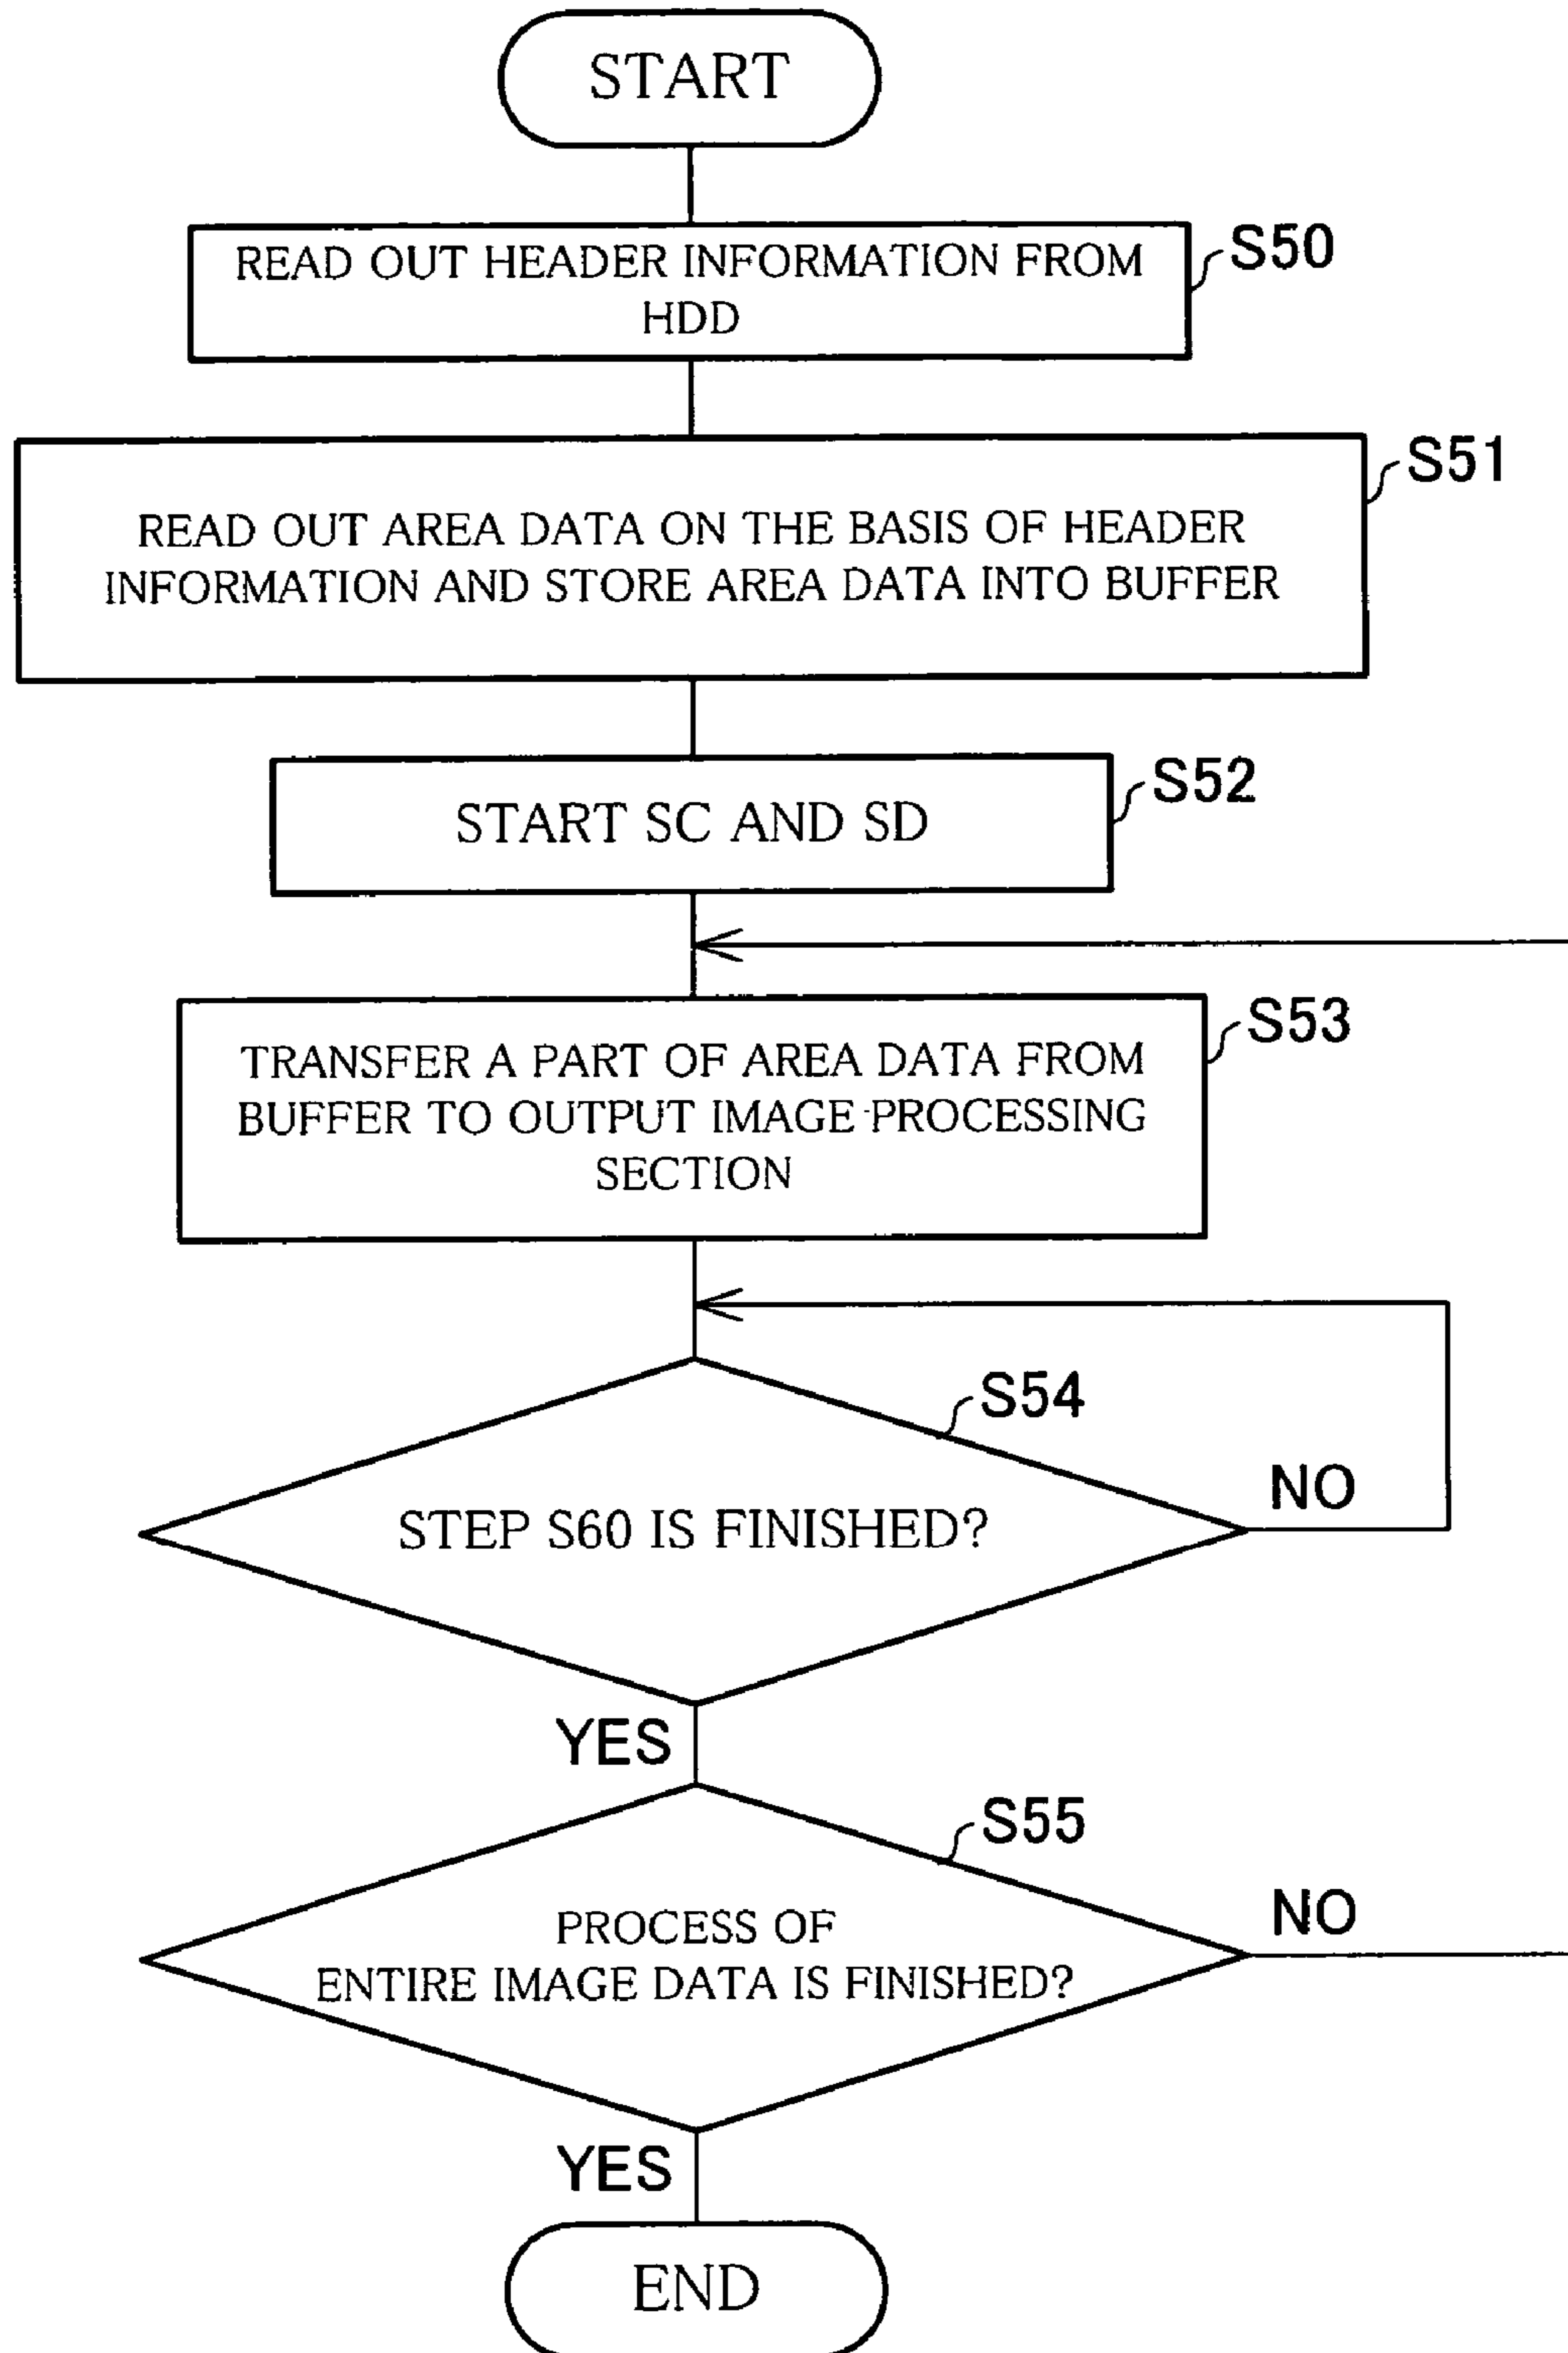 START
READ OUT HEADER INFORMATION FROM
HDD
S50
READ OUT AREA DATA ON THE BASIS OF HEADER
INFORMATION AND STORE AREA DATA INTO BUFFER
S51
START SC AND SD
S52
TRANSFER A PART OF AREA DATA FROM
BUFFER TO OUTPUT IMAGE-PROCESSING
SECTION
S53
STEP S60 IS FINISHED?
S54
NO
YES
PROCESS OF
ENTIRE IMAGE DATA IS FINISHED?
S55
NO
YES
END